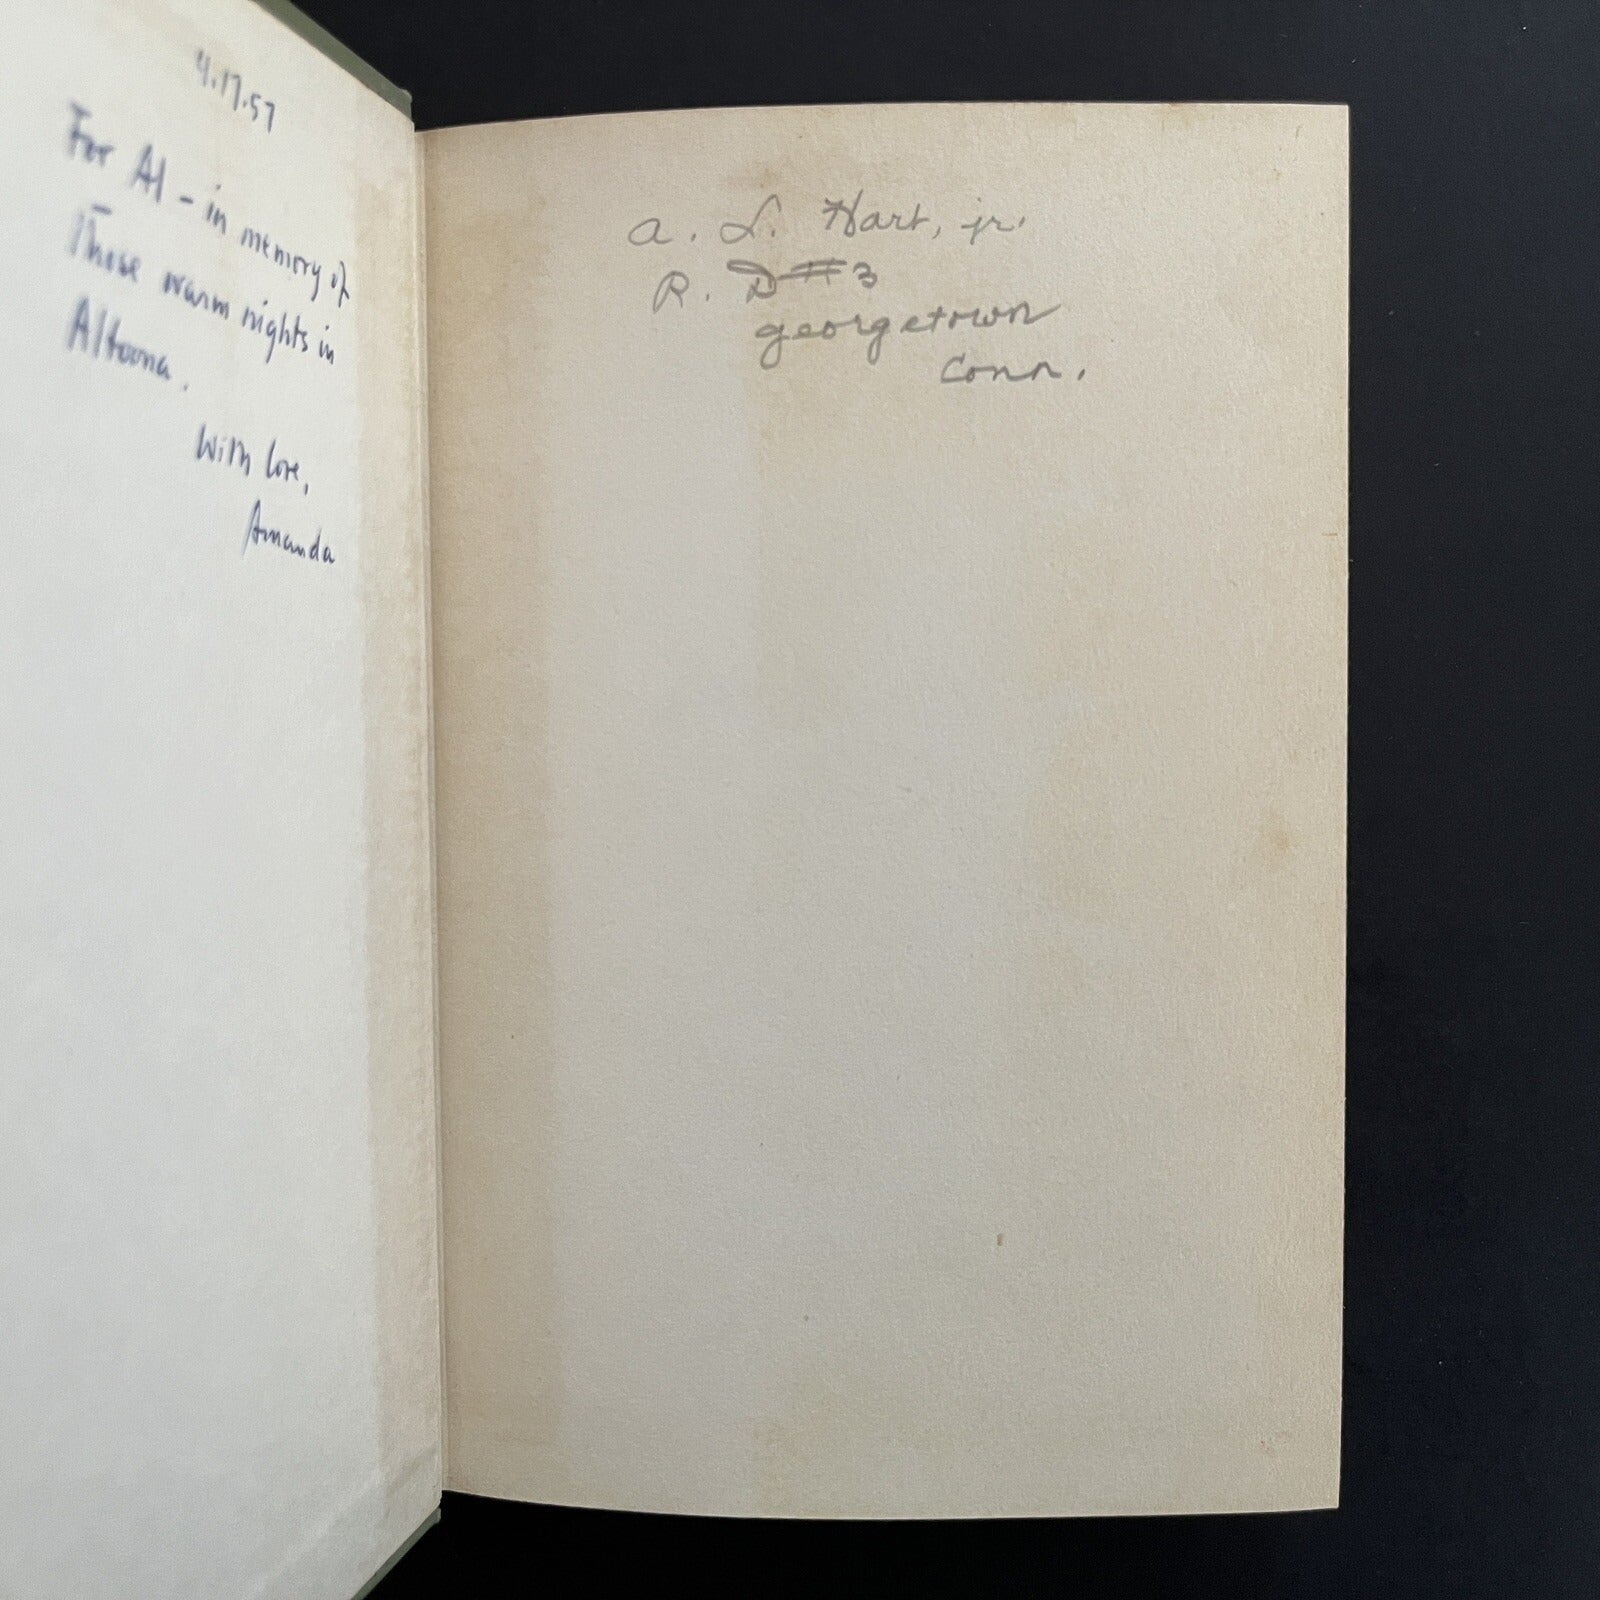 4.17.57
For Al - in memory of
Those warm nights in
Altoona.
With love,
Amanda
a. L. Hart, jr.
R. D #3
georgetown
Conn.